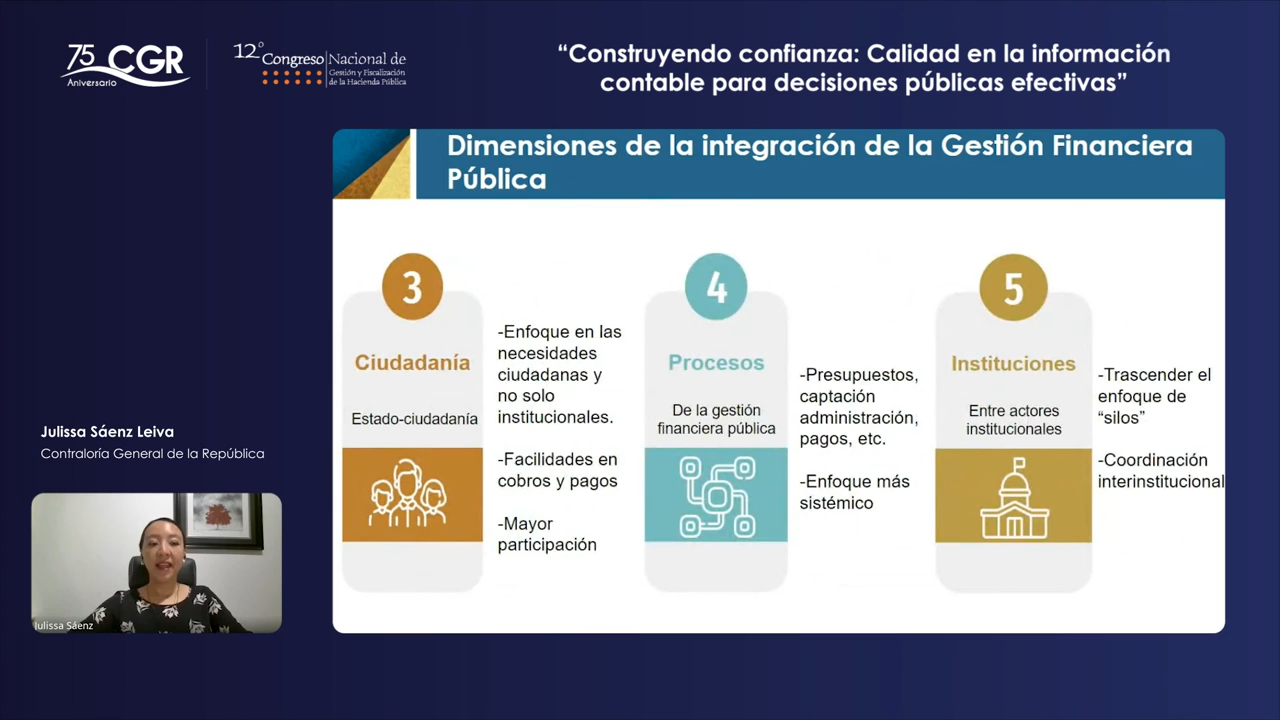 75 CGR
Aniversario
12° Congreso Nacional de
Gestión y Fiscalización
de la Hacienda Pública
“Construyendo confianza: Calidad en la información
contable para decisiones públicas efectivas”
Dimensiones de la integración de la Gestión Financiera
Pública
3
Ciudadanía
Estado-ciudadanía
-Enfoque en las
necesidades
ciudadanas y
no solo
institucionales.
-Facilidades en
cobros y pagos
-Mayor
participación
4
Procesos
De la gestión
financiera pública
-Presupuestos,
captación
administración,
pagos, etc.
-Enfoque más
sistémico
5
Instituciones
Entre actores
institucionales
-Trascender el
enfoque de
“silos”
-Coordinación
interinstitucional
Julissa Sáenz Leiva
Contraloría General de la República
Julissa Sáenz